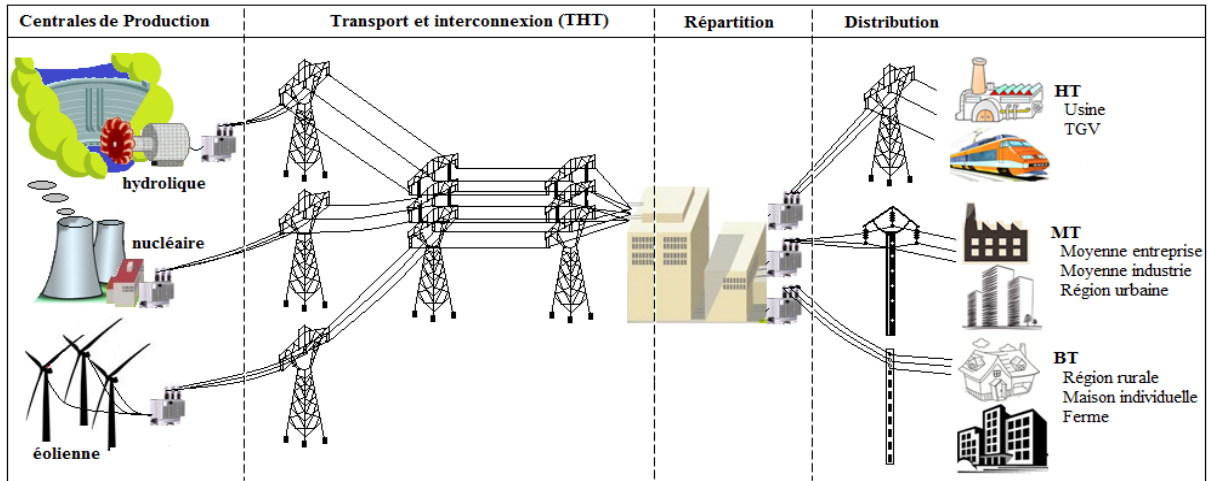 Centrales de Production
Transport et interconnexion (THT)
Répartition
Distribution
hydrolique
nucléaire
éolienne
HT
Usine
TGV
MT
Moyenne entreprise
Moyenne industrie
Région urbaine
BT
Région rurale
Maison individuelle
Ferme